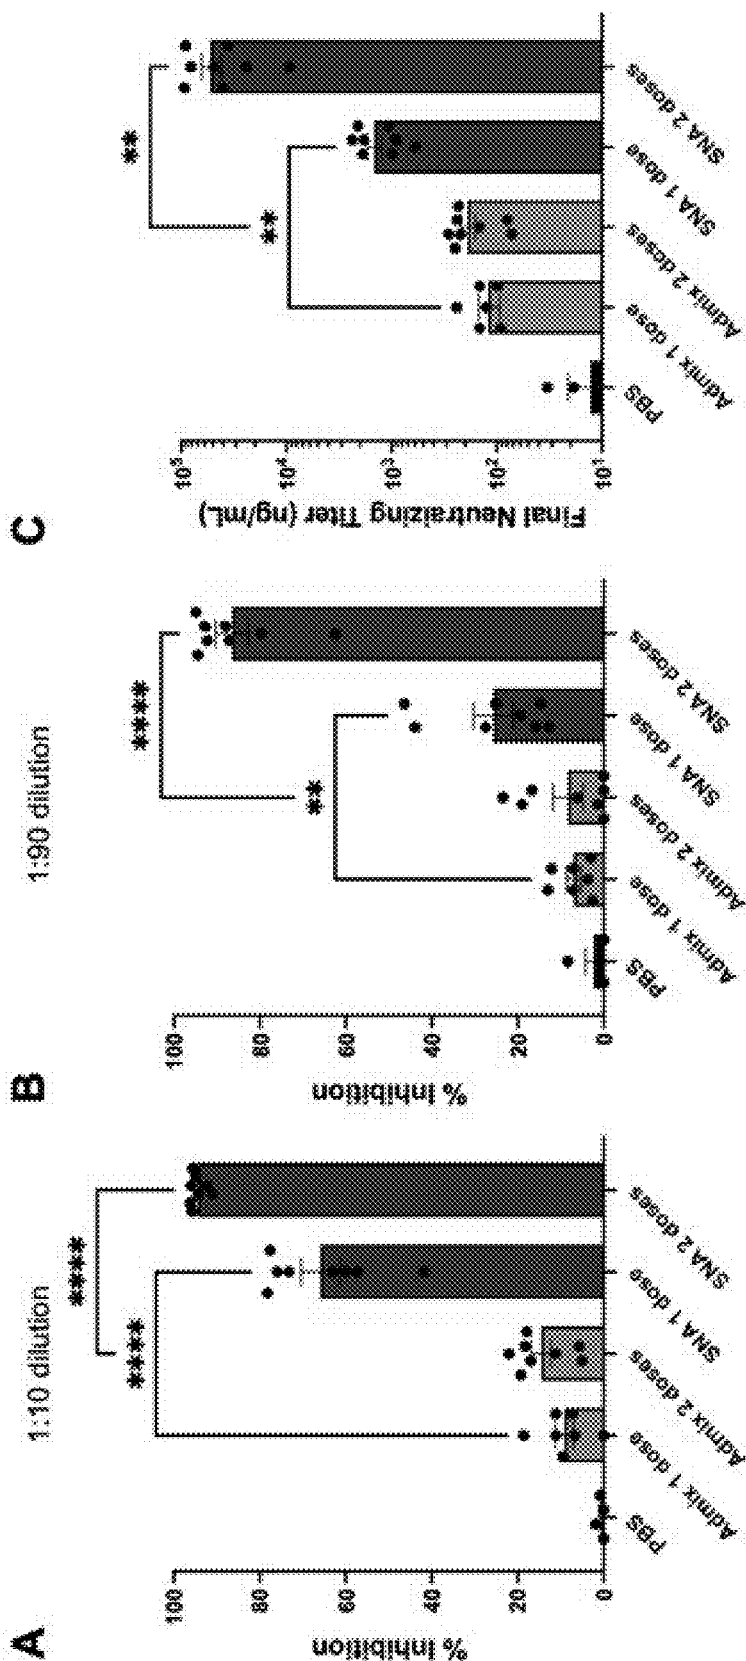 A
1:10 dilution
% Inhibition
100
80
60
40
20
0
PBS
Admix 1 dose
Admix 2 doses
SNA 1 dose
SNA 2 doses
****
****
B
1:90 dilution
% Inhibition
100
80
60
40
20
0
PBS
Admix 1 dose
Admix 2 doses
SNA 1 dose
SNA 2 doses
**
****
C
Final Neutraizing Titer (ng/mL)
10⁵
10⁴
10³
10²
10¹
PBS
Admix 1 dose
Admix 2 doses
SNA 1 dose
SNA 2 doses
**
**